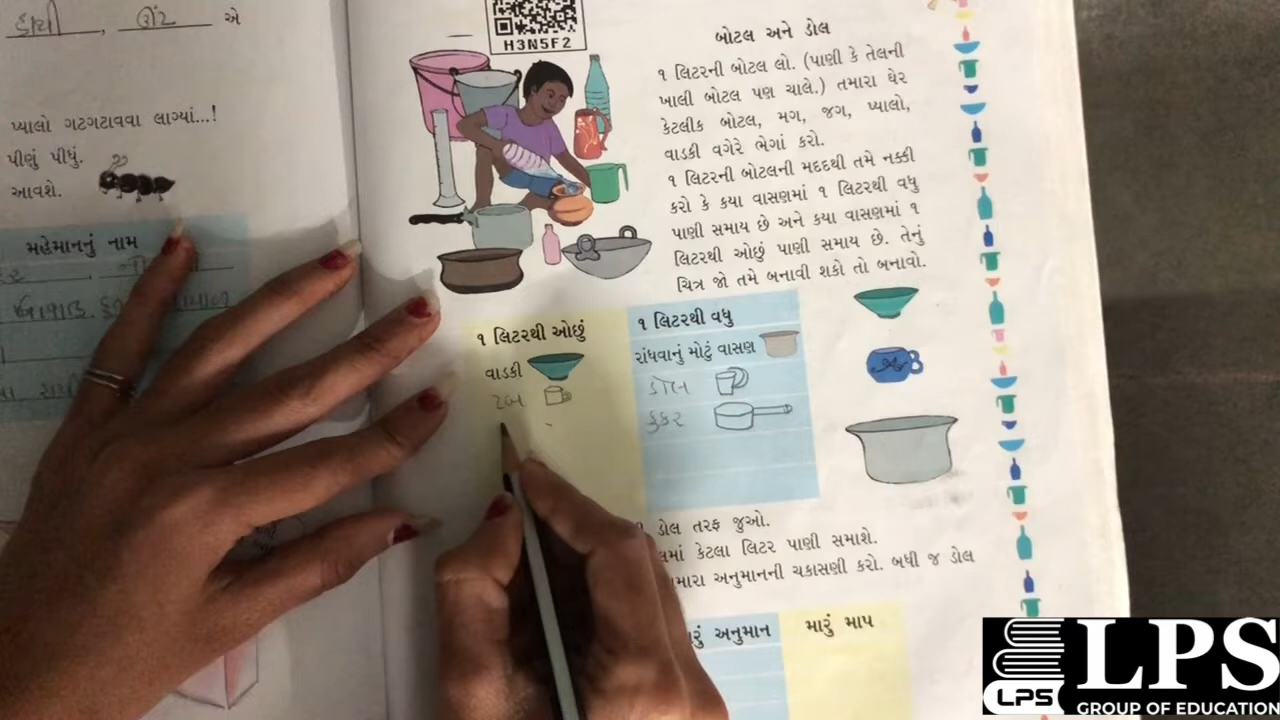 હાથી, ઊંટ એ
પ્યાલો ગટગટાવવા લાગ્યાં...!
પીણું પીધું.
આવશે.
મહેમાનનું નામ
H3N5F2
બોટલ અને ડોલ
૧ લિટરની બોટલ લો. (પાણી કે તેલની
ખાલી બોટલ પણ ચાલે.) તમારા ઘેર
કેટલીક બોટલ, મગ, જગ, પ્યાલો,
વાડકી વગેરે ભેગાં કરો.
૧ લિટરની બોટલની મદદથી તમે નક્કી
કરો કે કયા વાસણમાં ૧ લિટરથી વધુ
પાણી સમાય છે અને કયા વાસણમાં ૧
લિટરથી ઓછું પાણી સમાય છે. તેનું
ચિત્ર જો તમે બનાવી શકો તો બનાવો.
૧ લિટરથી ઓછું
વાડકી
૧ લિટરથી વધુ
રાંધવાનું મોટું વાસણ
ડોલ
કુકર
ડોલ તરફ જુઓ.
કેટલા લિટર પાણી સમાશે.
અનુમાનની ચકાસણી કરો. બધી જ ડોલ
અનુમાન
મારું માપ
LPS
LPS
GROUP OF EDUCATION